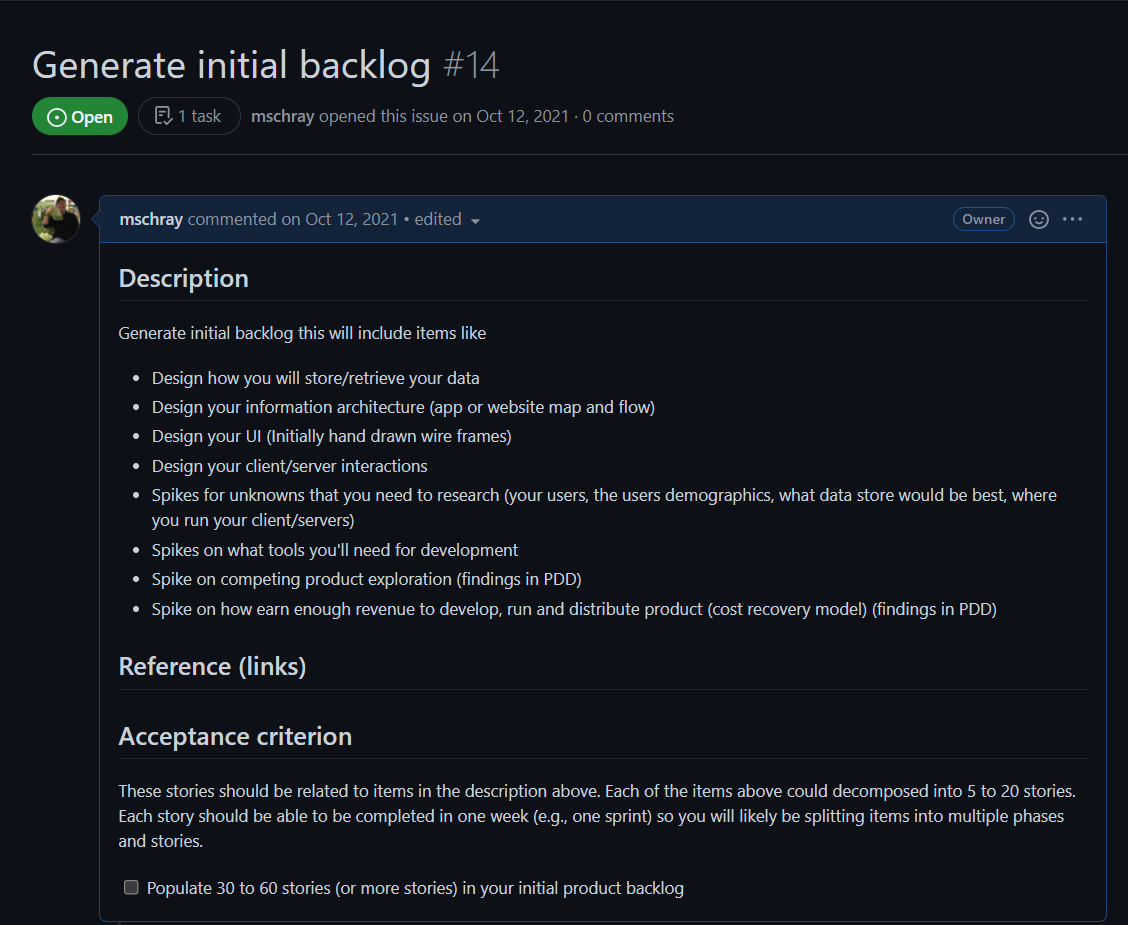 Generate initial backlog #14
Open
1 task
mschray opened this issue on Oct 12, 2021 · 0 comments
mschray commented on Oct 12, 2021 • edited
Owner
Description
Generate initial backlog this will include items like
• Design how you will store/retrieve your data
• Design your information architecture (app or website map and flow)
• Design your UI (Initially hand drawn wire frames)
• Design your client/server interactions
• Spikes for unknowns that you need to research (your users, the users demographics, what data store would be best, where
you run your client/servers)
• Spikes on what tools you'll need for development
• Spike on competing product exploration (findings in PDD)
• Spike on how earn enough revenue to develop, run and distribute product (cost recovery model) (findings in PDD)
Reference (links)
Acceptance criterion
These stories should be related to items in the description above. Each of the items above could decomposed into 5 to 20 stories.
Each story should be able to be completed in one week (e.g., one sprint) so you will likely be splitting items into multiple phases
and stories.
Populate 30 to 60 stories (or more stories) in your initial product backlog